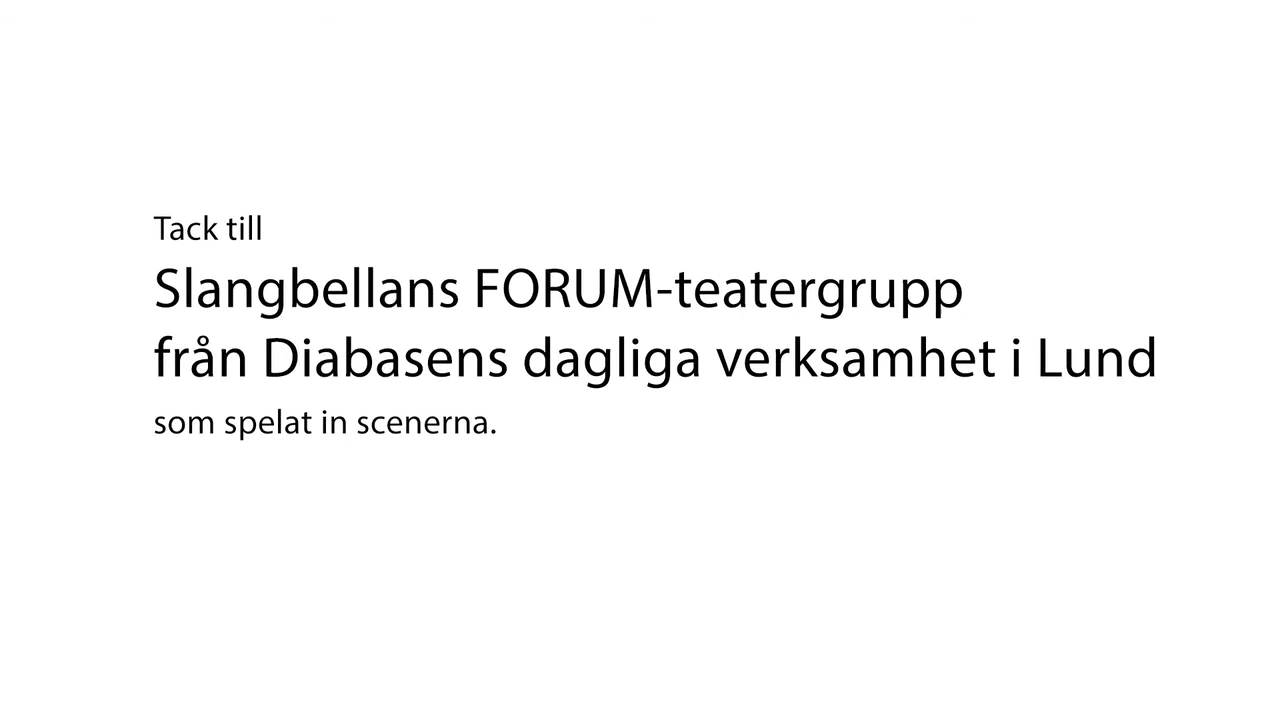 Tack till
Slangbellans FORUM-teatergrupp
från Diabasens dagliga verksamhet i Lund
som spelat in scenerna.